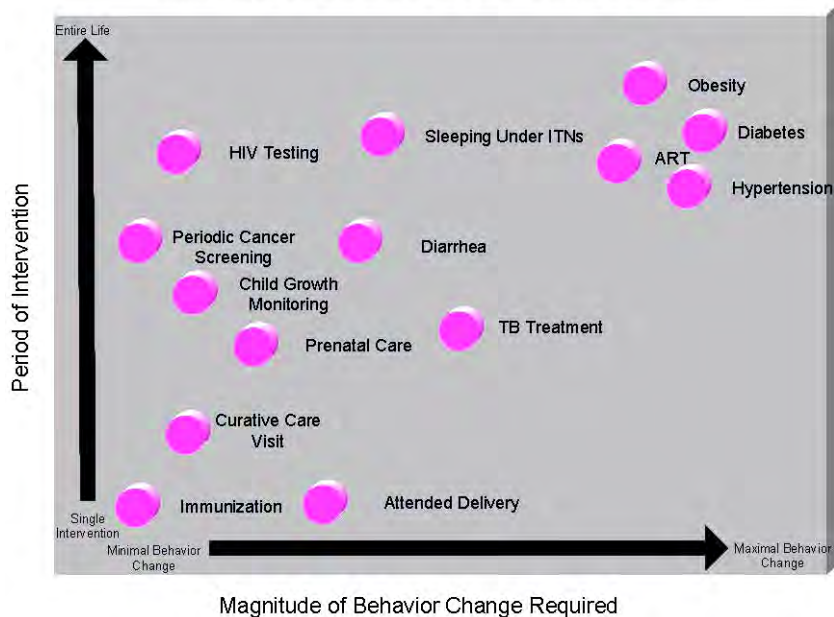 Entire Life
Obesity
Sleeping Under ITNs
Diabetes
HIV Testing
ART
Hypertension
Periodic Cancer
Screening
Diarrhea
Child Growth
Monitoring
Prenatal Care
TB Treatment
Curative Care
Visit
Immunization
Attended Delivery
Single
Intervention
Minimal Behavior
Change
Maximal Behavior
Change
Period of Intervention
Magnitude of Behavior Change Required